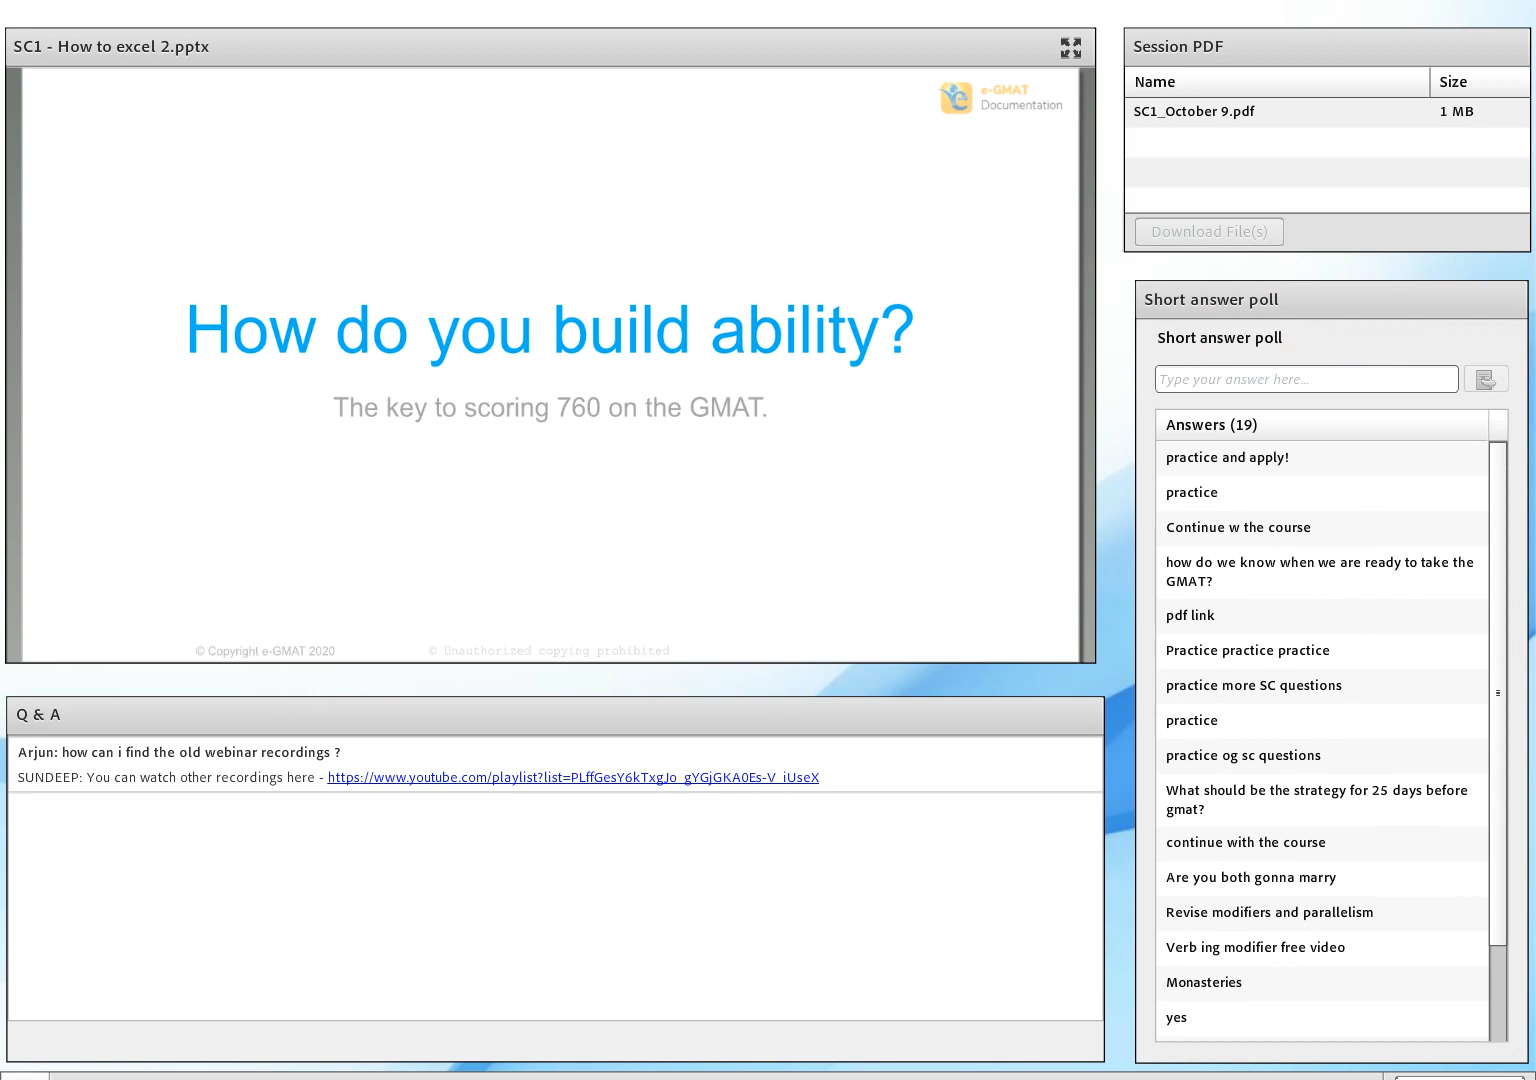 SC1 - How to excel 2.pptx
e-GMAT
Documentation
How do you build ability?
The key to scoring 760 on the GMAT.
© Copyright e-GMAT 2020
© Unauthorized copying prohibited
Session PDF
Name Size
SC1_October 9.pdf 1 MB
Download File(s)
Short answer poll
Short answer poll
Type your answer here...
Answers (19)
practice and apply!
practice
Continue w the course
how do we know when we are ready to take the
GMAT?
pdf link
Practice practice practice
practice more SC questions
practice
practice og sc questions
What should be the strategy for 25 days before
gmat?
continue with the course
Are you both gonna marry
Revise modifiers and parallelism
Verb ing modifier free video
Monasteries
yes
Q & A
Arjun: how can i find the old webinar recordings ?
SUNDEEP: You can watch other recordings here - https://www.youtube.com/playlist?list=PLffGesY6kTxgJo_gYGjGKA0Es-V_iUseX